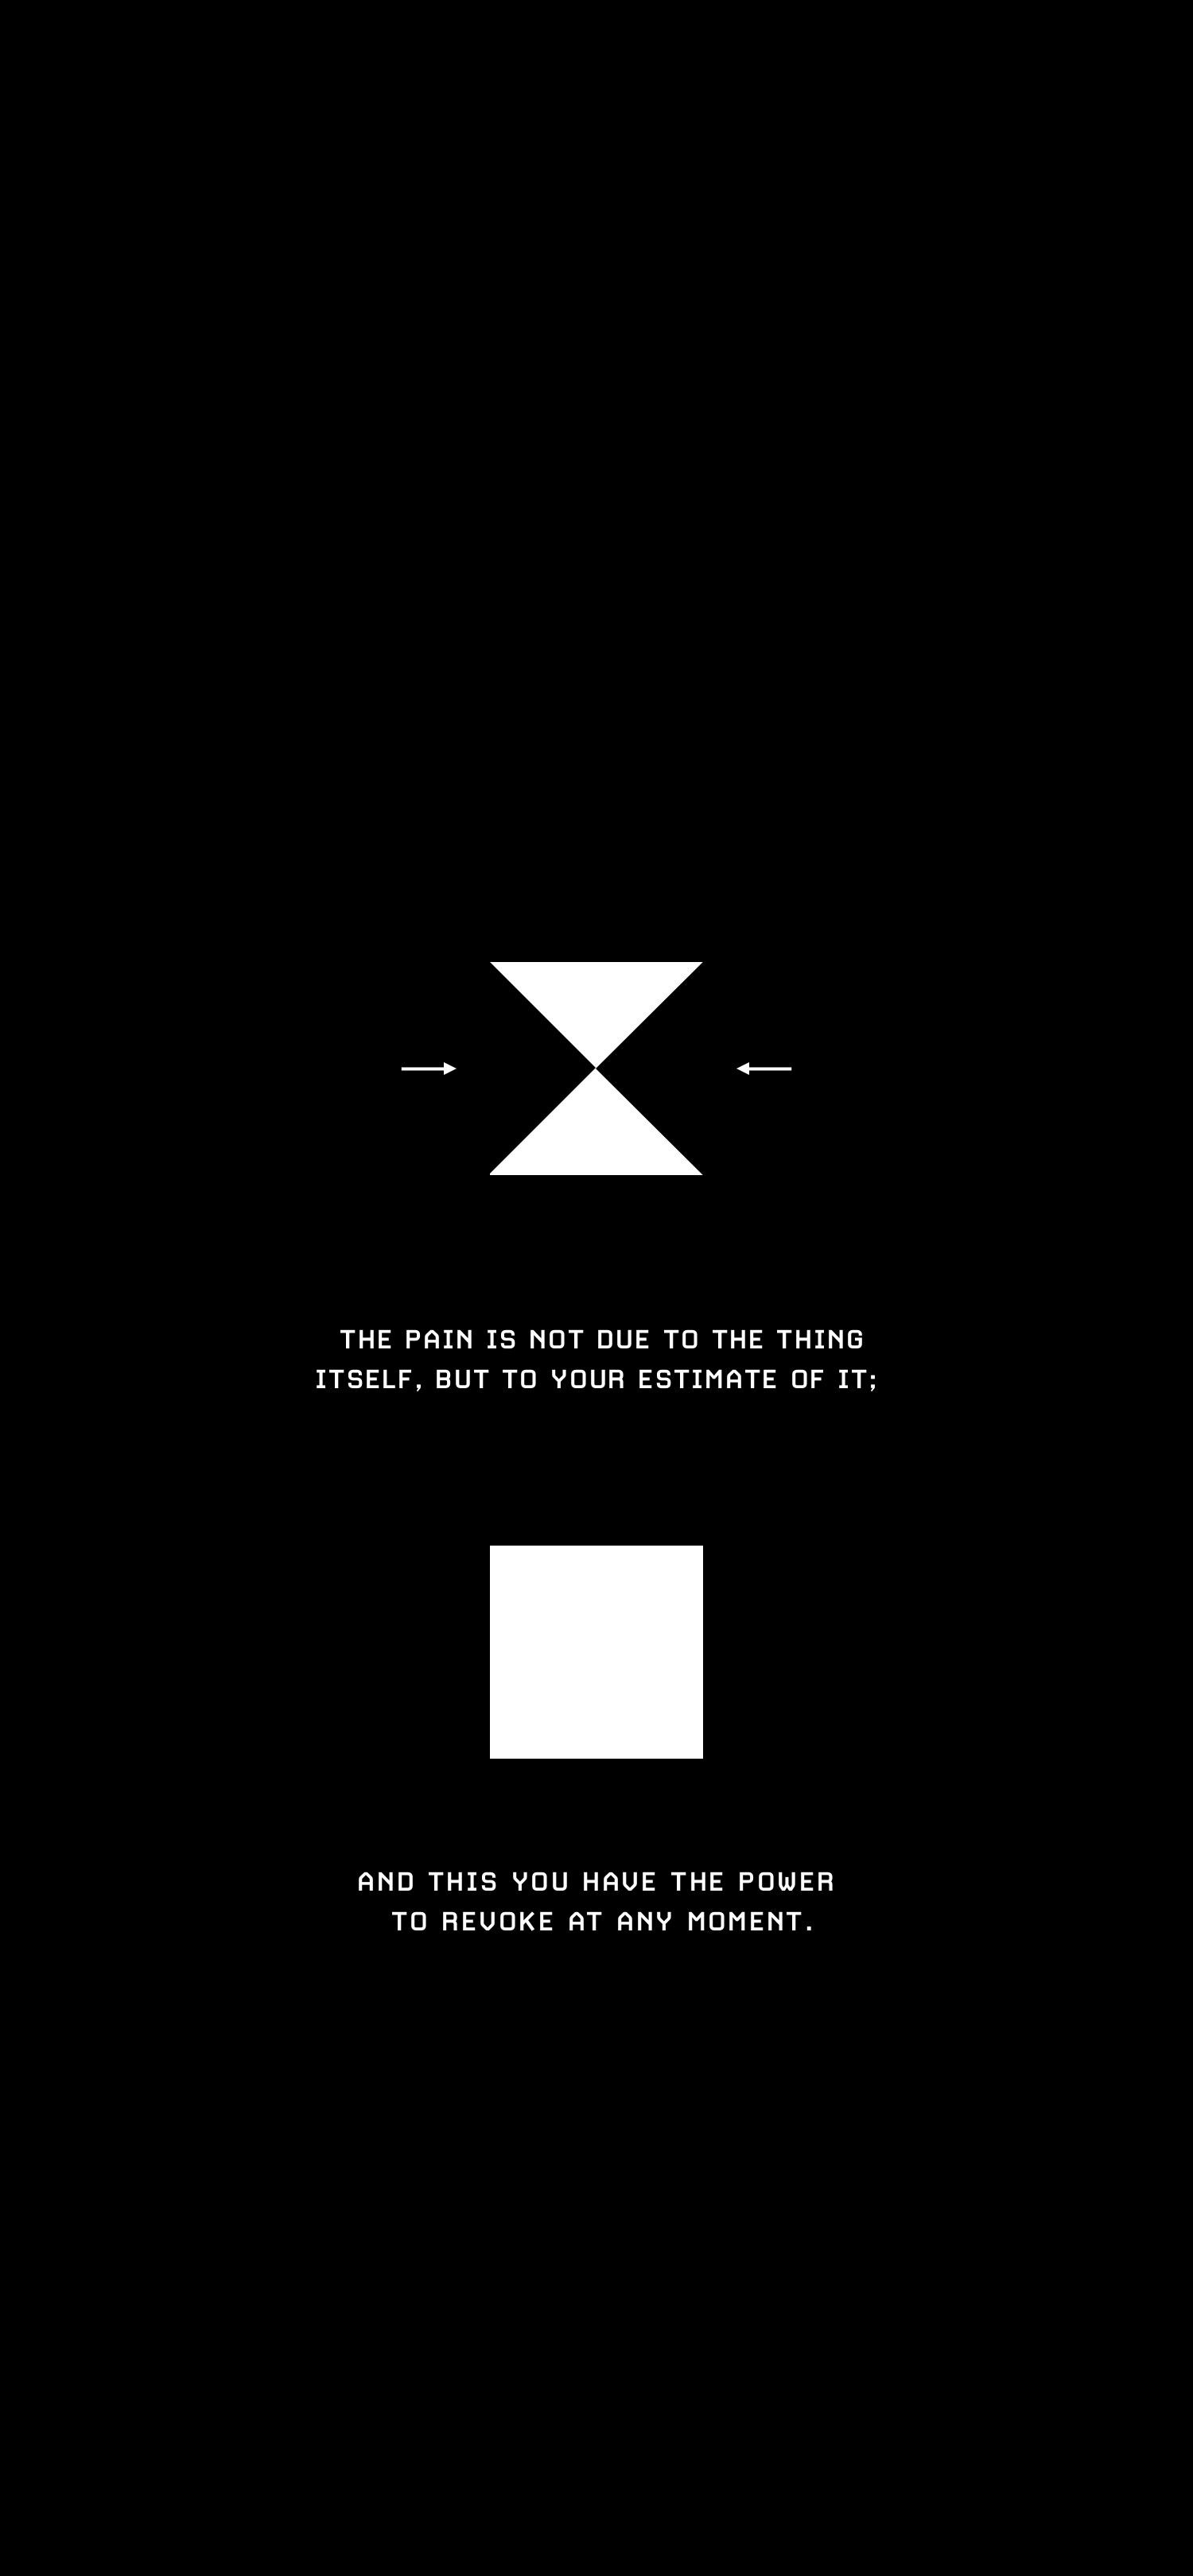 THE PAIN IS NOT DUE TO THE THING
ITSELF, BUT TO YOUR ESTIMATE OF IT;
AND THIS YOU HAVE THE POWER
TO REVOKE AT ANY MOMENT.